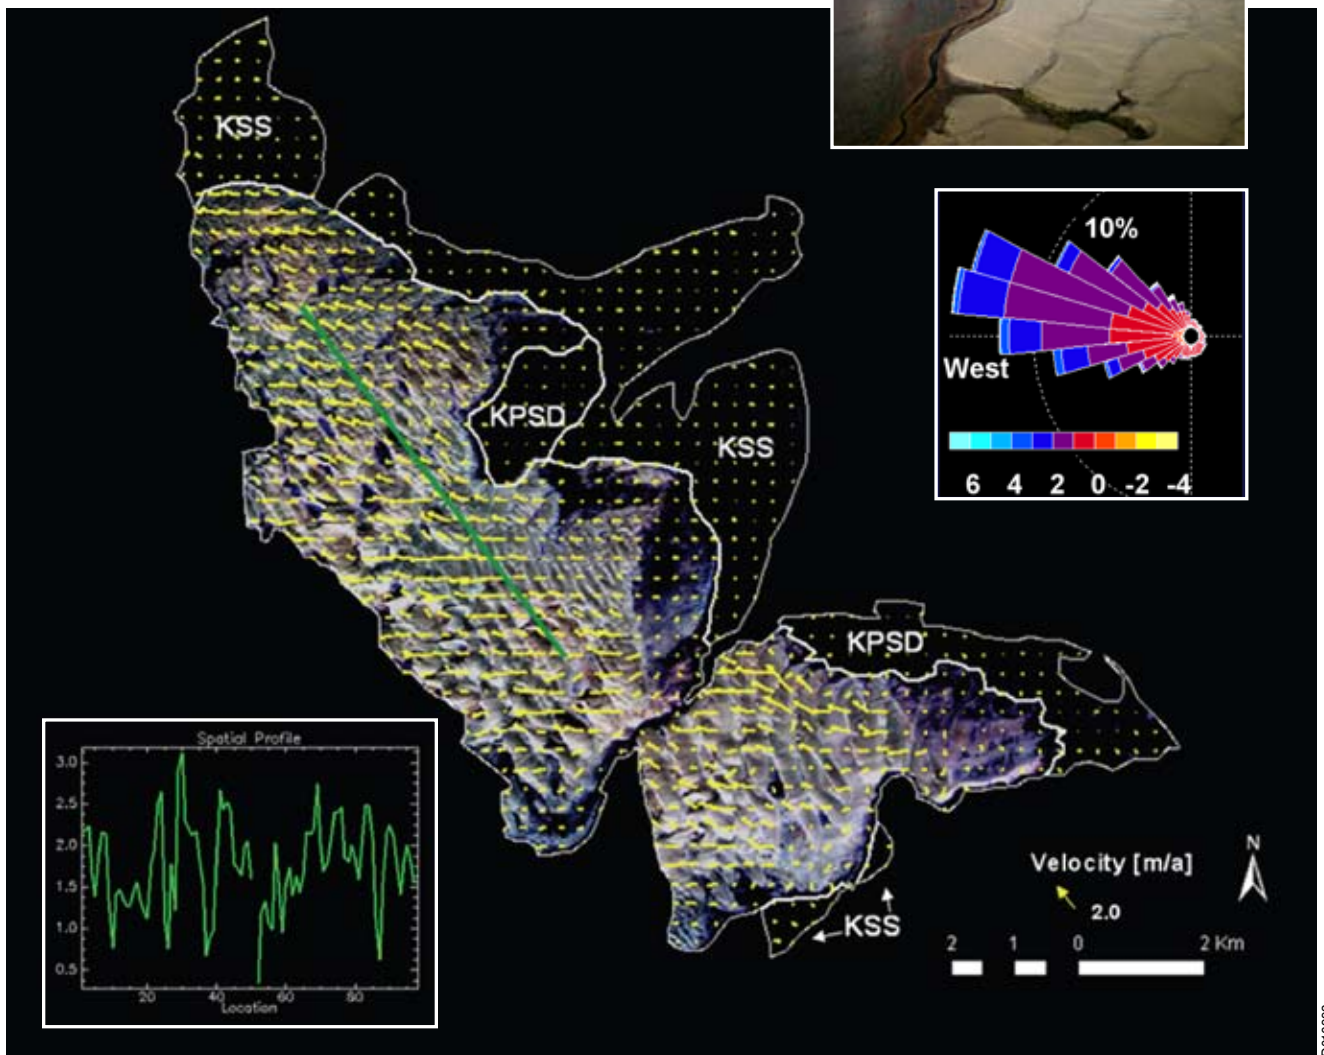 KSS
10%
West
6 4 2 0 -2 -4
KPSD
KSS
KPSD
Spatial Profile
3.0
2.5
2.0
1.5
1.0
0.5
20 40 60 80
Location
KSS
Velocity [m/a]
2.0
N
2 1 0 2 Km